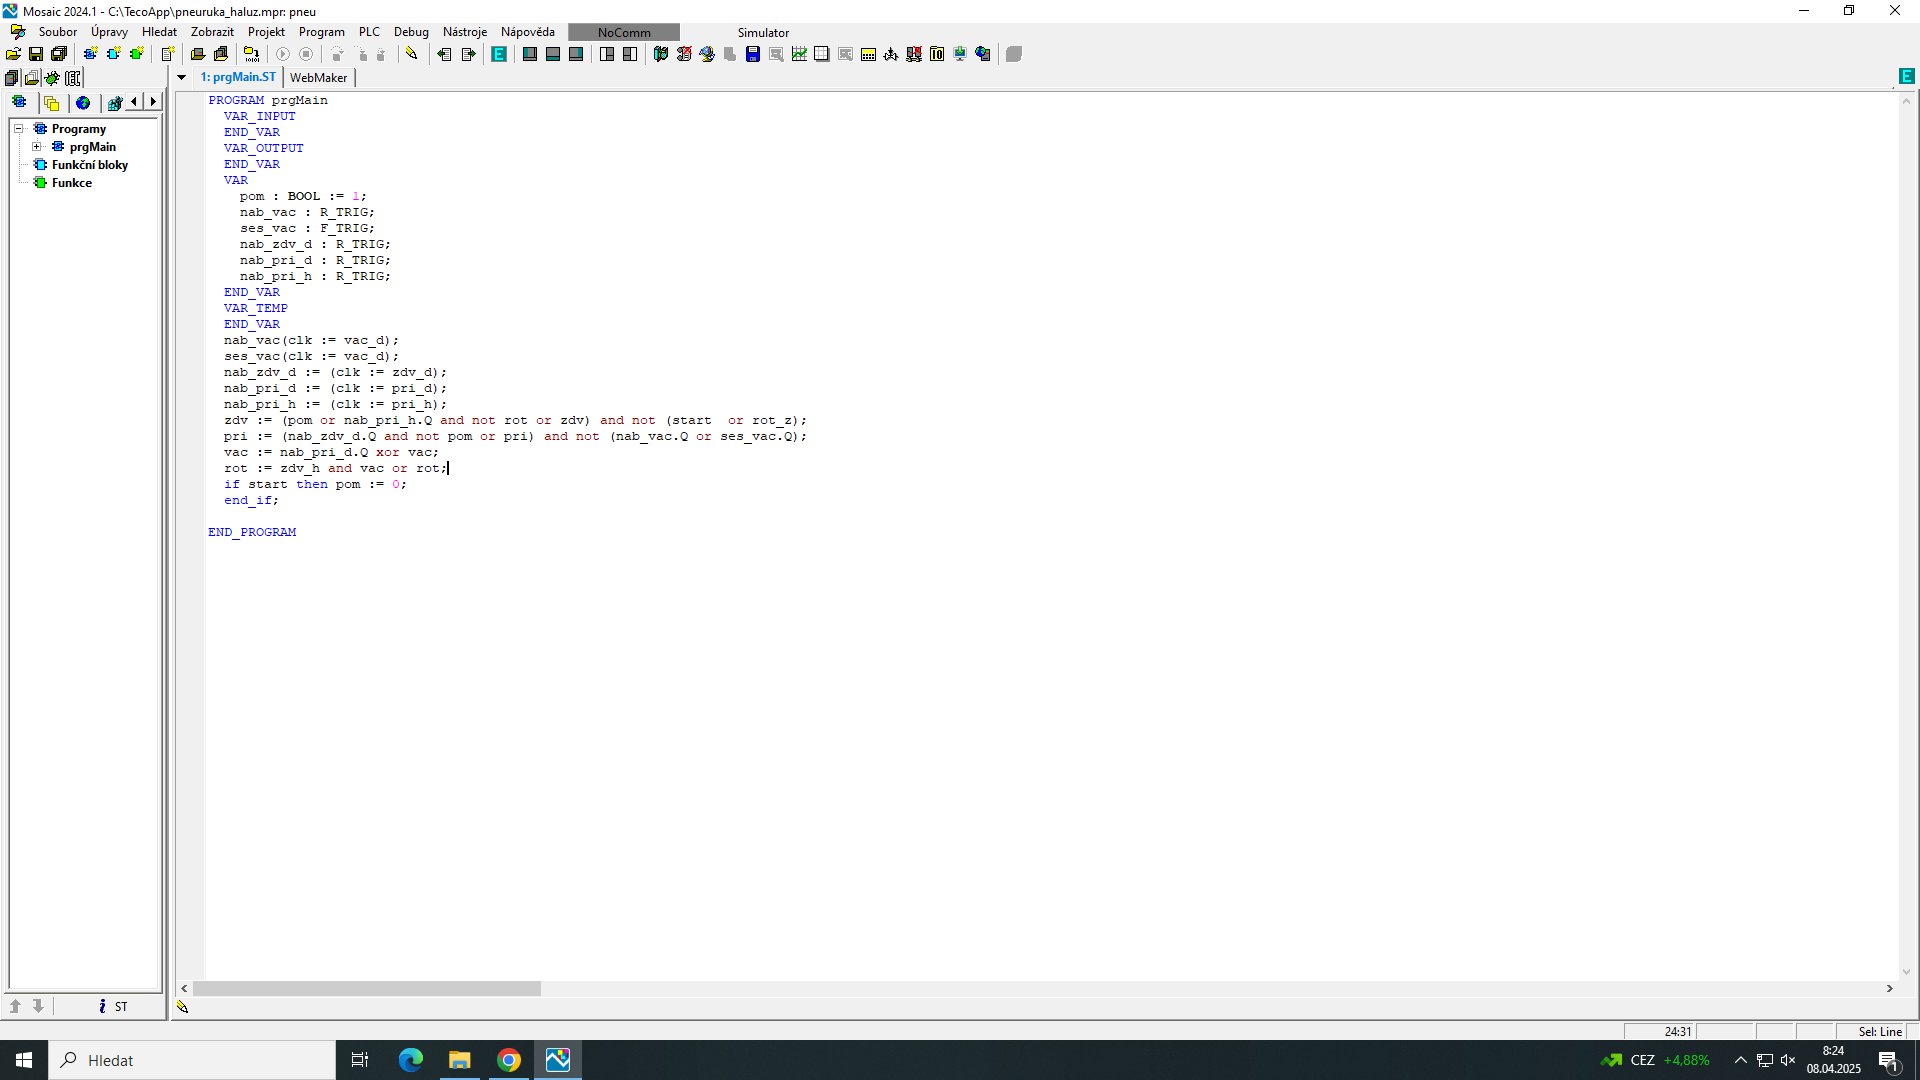 Mosaic 2024.1 - C:\TecoApp\pneuruka_haluz.mpr: pneu
Soubor Úpravy Hledat Zobrazit Projekt Program PLC Debug Nástroje Nápověda NoComm Simulator
1: prgMain.ST WebMaker
Programy
prgMain
Funkční bloky
Funkce
PROGRAM prgMain
VAR_INPUT
END_VAR
VAR_OUTPUT
END_VAR
VAR
pom : BOOL := 1;
nab_vac : R_TRIG;
ses_vac : F_TRIG;
nab_zdv_d : R_TRIG;
nab_pri_d : R_TRIG;
nab_pri_h : R_TRIG;
END_VAR
VAR_TEMP
END_VAR
nab_vac(clk := vac_d);
ses_vac(clk := vac_d);
nab_zdv_d := (clk := zdv_d);
nab_pri_d := (clk := pri_d);
nab_pri_h := (clk := pri_h);
zdv := (pom or nab_pri_h.Q and not rot or zdv) and not (start  or rot_z);
pri := (nab_zdv_d.Q and not pom or pri) and not (nab_vac.Q or ses_vac.Q);
vac := nab_pri_d.Q xor vac;
rot := zdv_h and vac or rot;
if start then pom := 0;
end_if;
END_PROGRAM
i ST
24:31 Sel: Line
Hledat
CEZ +4,88%
8:24
08.04.2025
1